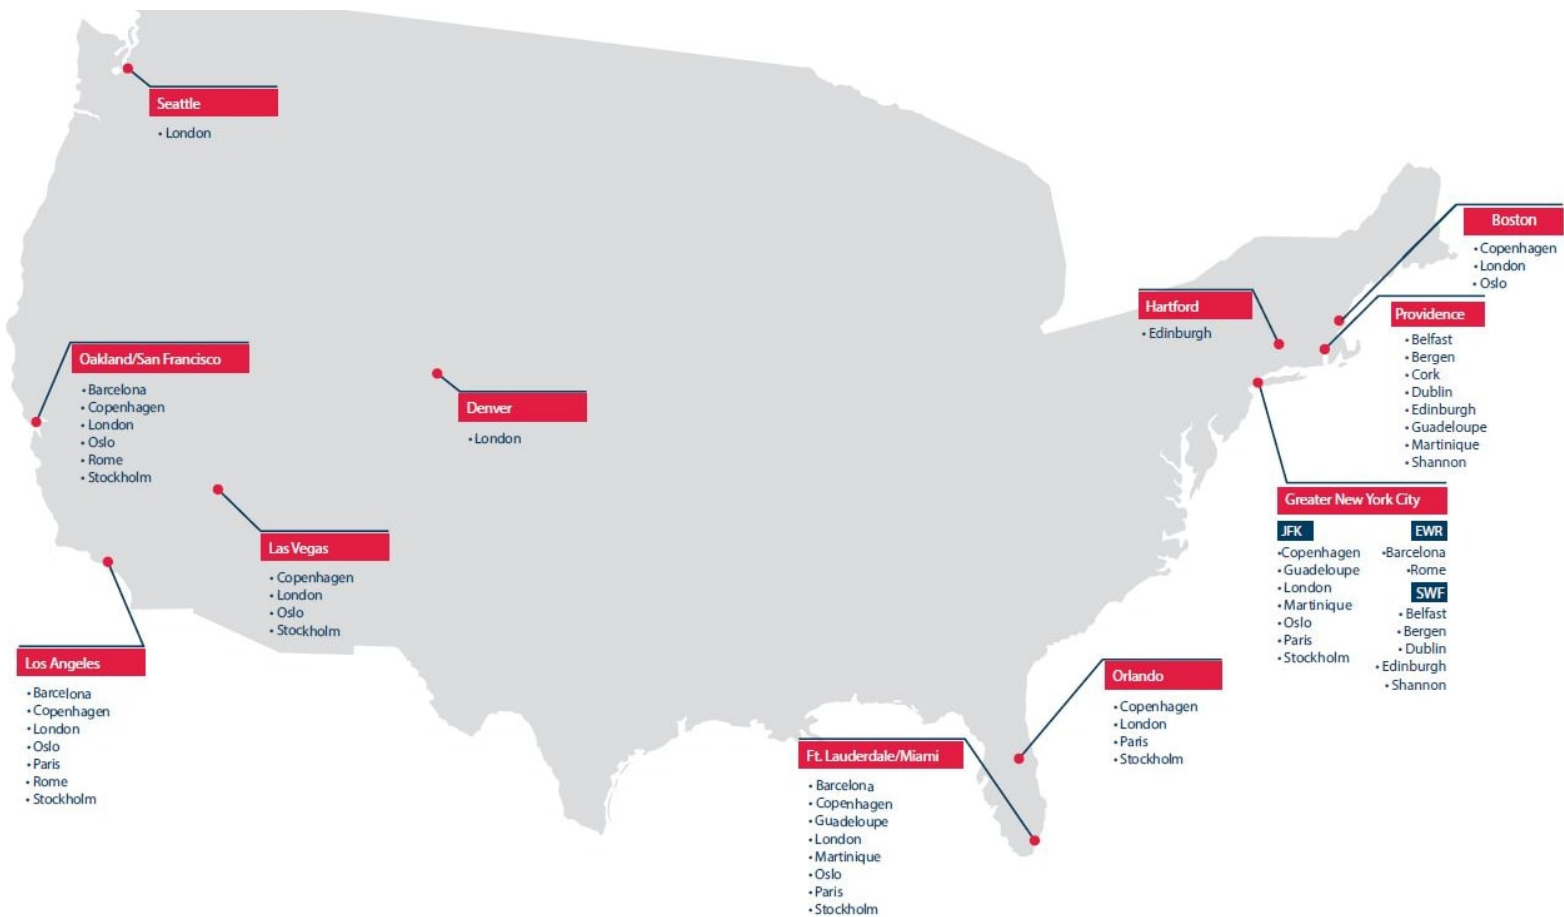 Seattle
• London
Boston
• Copenhagen
• London
• Oslo
Hartford
• Edinburgh
Providence
• Belfast
• Bergen
• Cork
• Dublin
• Edinburgh
• Guadeloupe
• Martinique
• Shannon
Oakland/San Francisco
• Barcelona
• Copenhagen
• London
• Oslo
• Rome
• Stockholm
Denver
• London
Las Vegas
• Copenhagen
• London
• Oslo
• Stockholm
Greater New York City
JFK
•Copenhagen
• Guadeloupe
• London
• Martinique
• Oslo
• Paris
• Stockholm
EWR
•Barcelona
•Rome
SWF
• Belfast
• Bergen
• Dublin
• Edinburgh
• Shannon
Los Angeles
• Barcelona
• Copenhagen
• London
• Oslo
• Paris
• Rome
• Stockholm
Orlando
• Copenhagen
• London
• Paris
• Stockholm
Ft. Lauderdale/Miami
• Barcelona
• Copenhagen
• Guadeloupe
• London
• Martinique
• Oslo
• Paris
• Stockholm